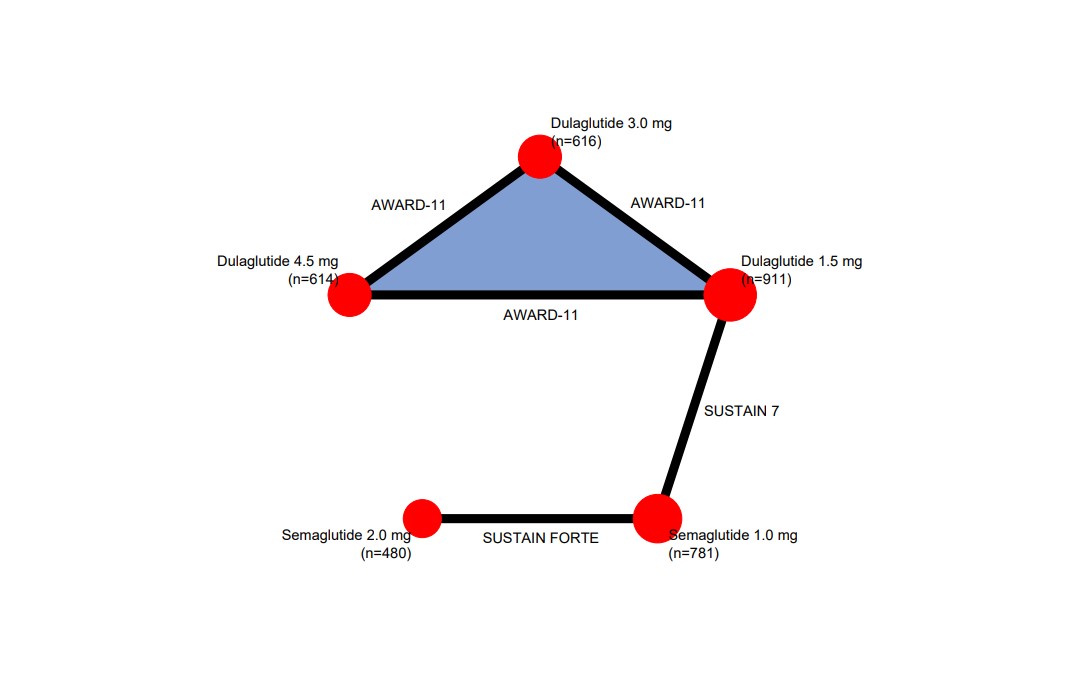 Dulaglutide 3.0 mg
(n=616)
AWARD-11
AWARD-11
Dulaglutide 4.5 mg
(n=614)
Dulaglutide 1.5 mg
(n=911)
AWARD-11
SUSTAIN 7
Semaglutide 2.0 mg
(n=480)
SUSTAIN FORTE
Semaglutide 1.0 mg
(n=781)